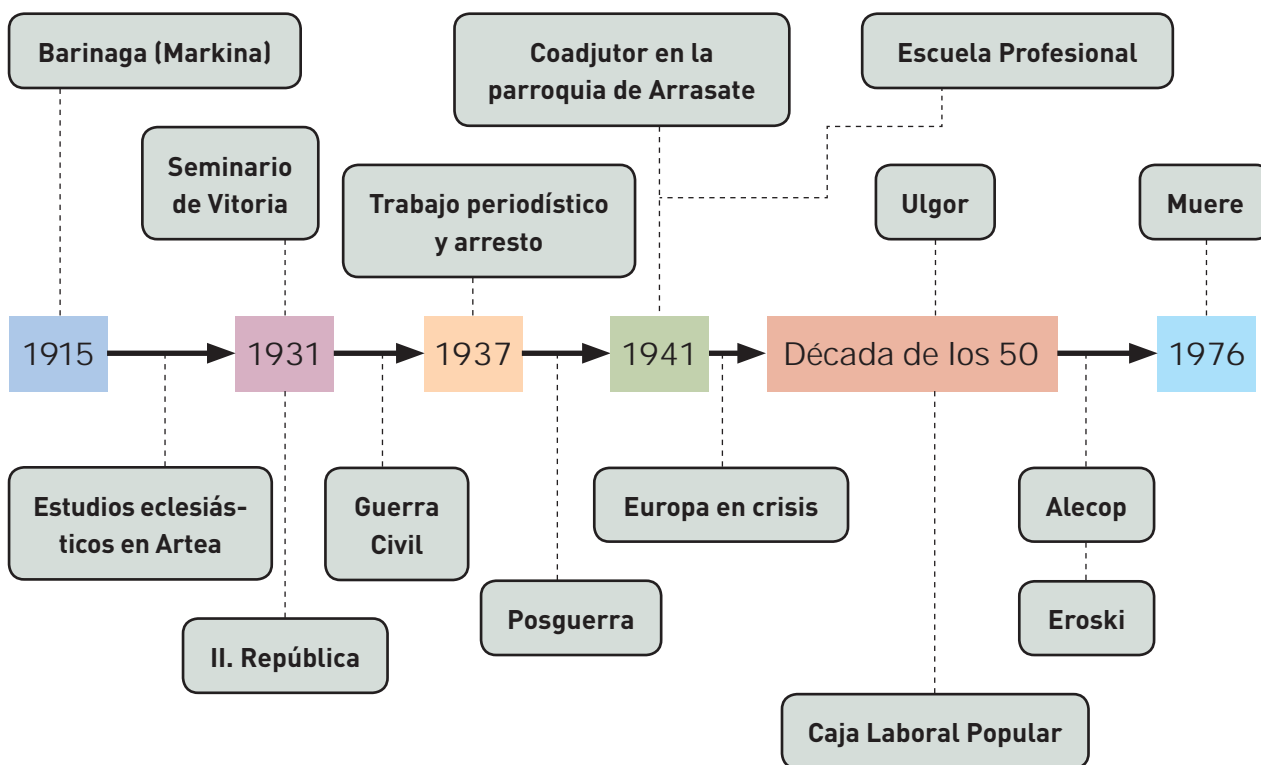 Barinaga (Markina)
Coadjutor en la
parroquia de Arrasate
Escuela Profesional
Seminario
de Vitoria
Trabajo periodístico
y arresto
Ulgor
Muere
1915
1931
1937
1941
Década de los 50
1976
Estudios eclesiás-
ticos en Artea
Guerra
Civil
Europa en crisis
Alecop
Posguerra
Eroski
II. República
Caja Laboral Popular